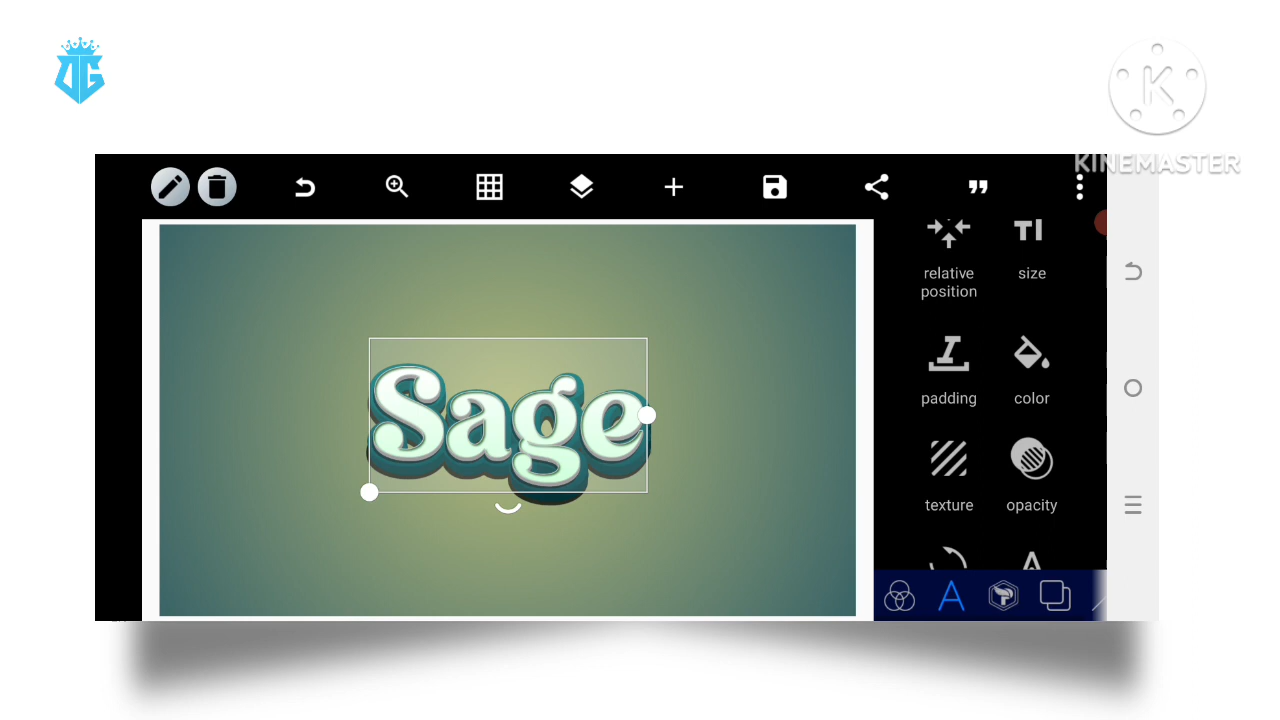 KINEMASTER
relative position
size
Sage
padding
color
texture
opacity